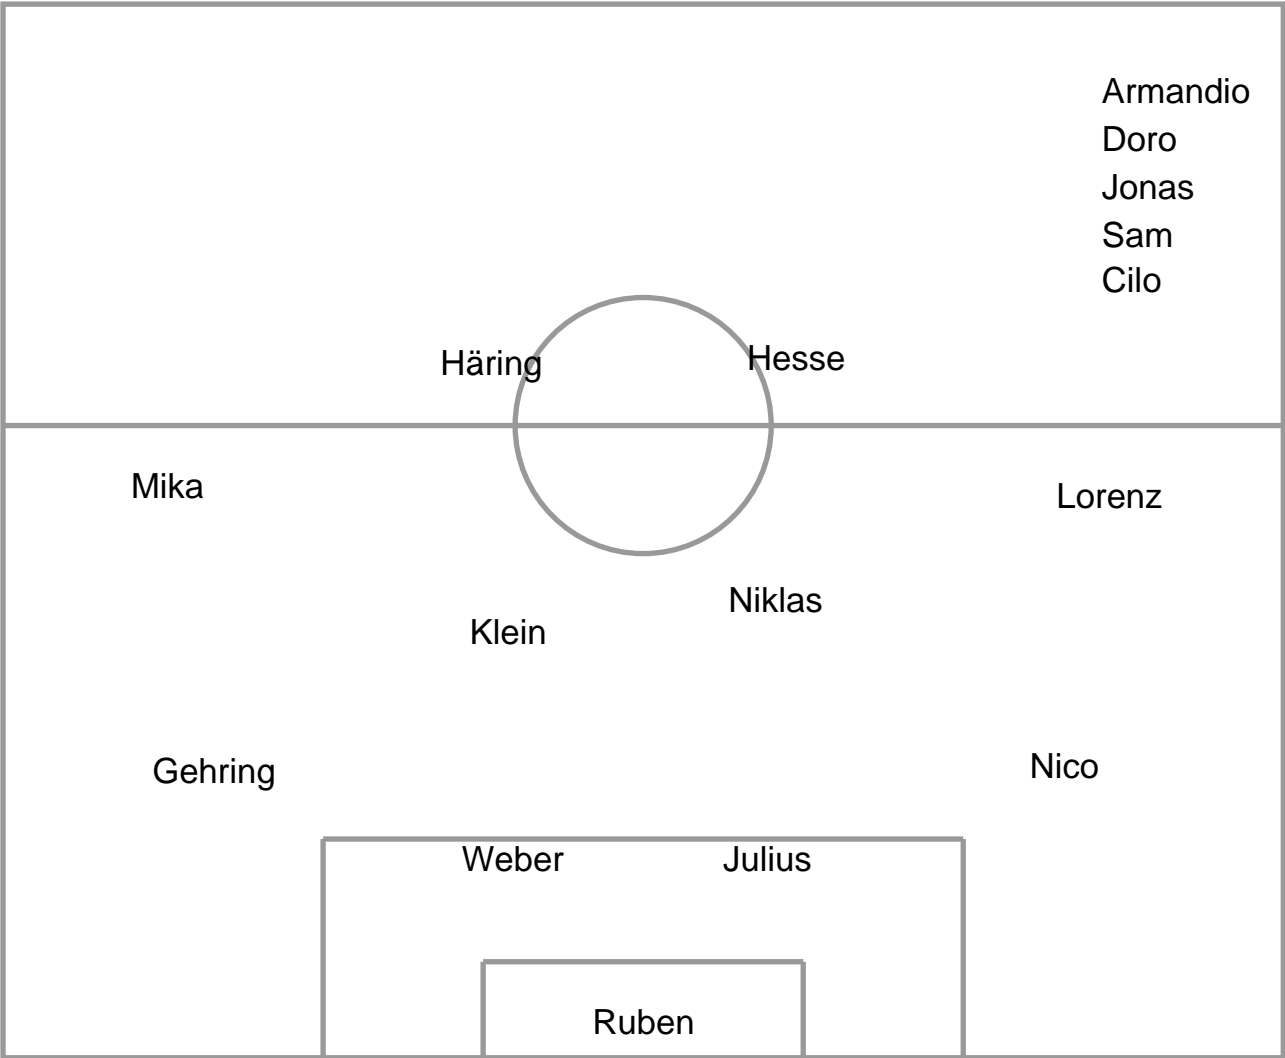 Armandio
Doro
Jonas
Sam
Cilo
Häring
Hesse
Mika
Lorenz
Klein
Niklas
Gehring
Nico
Weber
Julius
Ruben